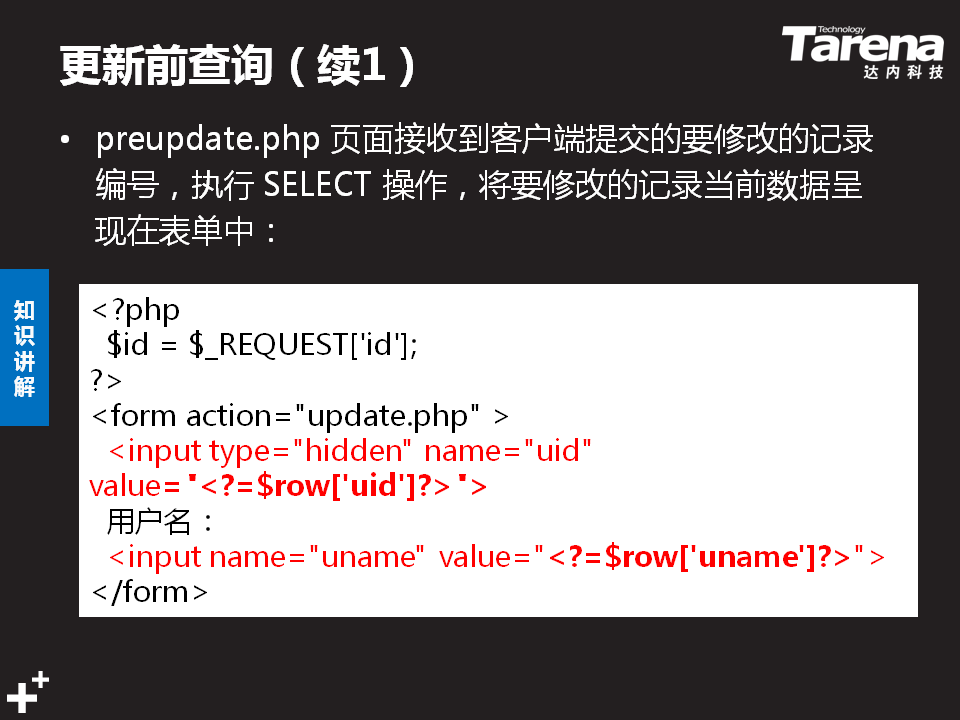 更新前查询（续1）
Technology
Tarena
达内科技
• preupdate.php 页面接收到客户端提交的要修改的记录
编号，执行 SELECT 操作，将要修改的记录当前数据呈
现在表单中：
知识讲解
<?php
$id = $_REQUEST['id'];
?>
<form action="update.php" >
<input type="hidden" name="uid"
value="<?=$row['uid']?>">
用户名：
<input name="uname" value="<?=$row['uname']?>">
</form>